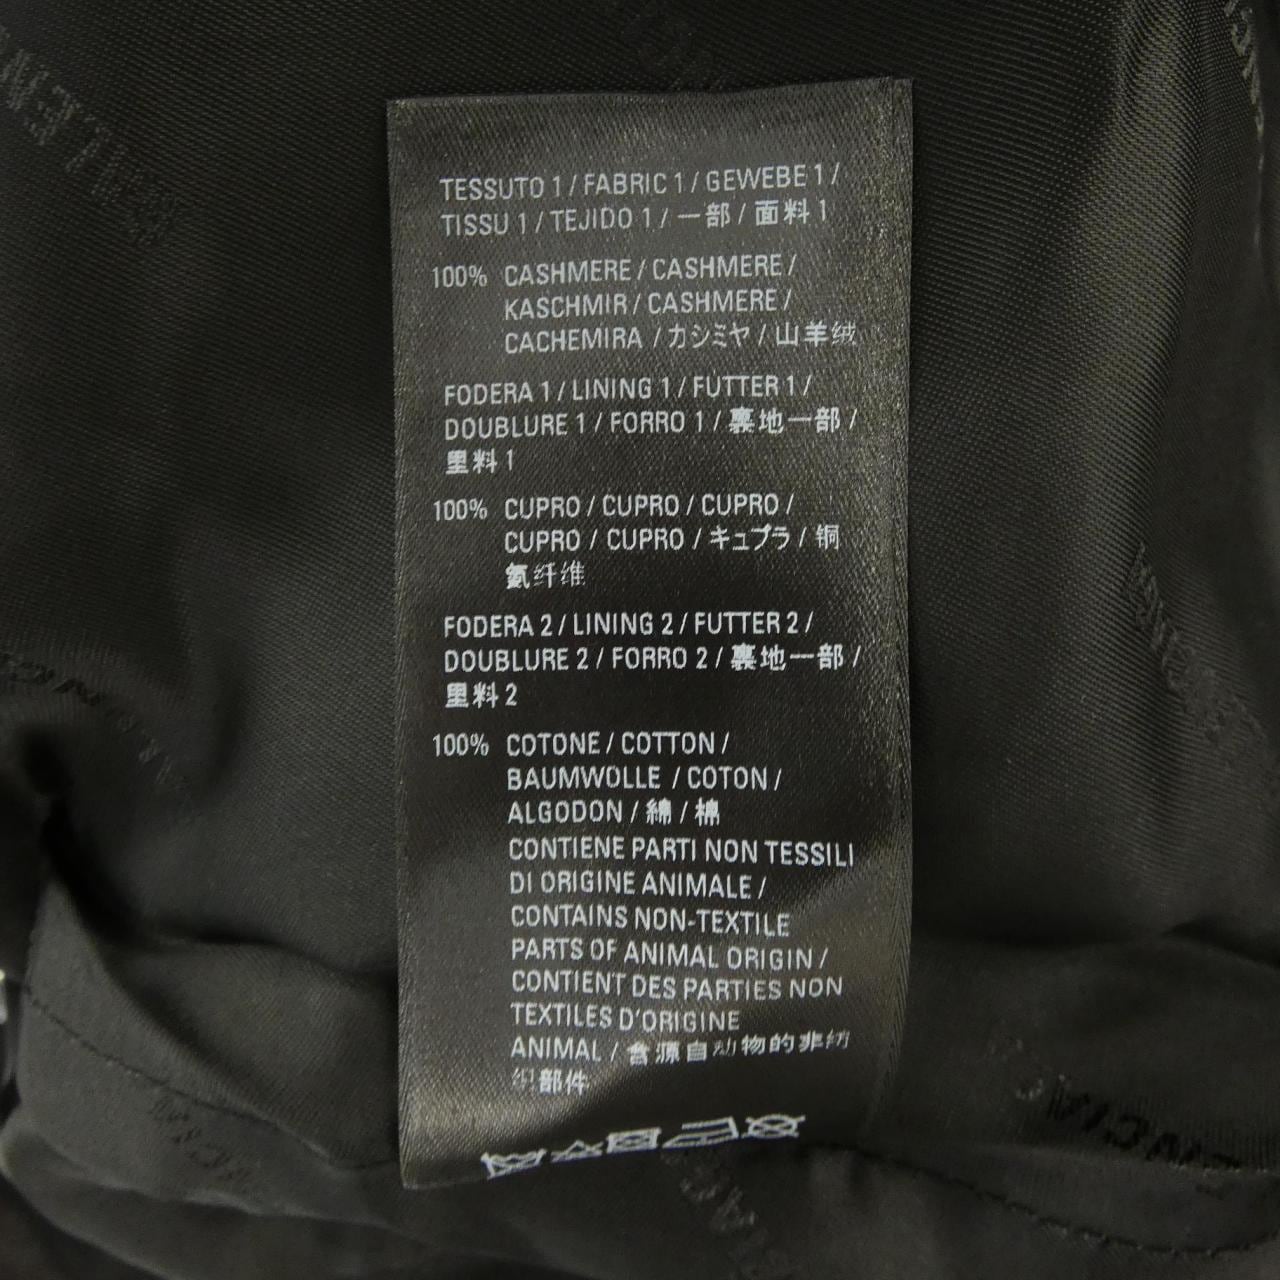 TESSUTO 1 / FABRIC 1 / GEWEBE 1 /
TISSU 1 / TEJIDO 1 / 一部 / 面料 1
100% CASHMERE / CASHMERE /
KASCHMIR / CASHMERE /
CACHEMIRA / カシミヤ / 山羊绒
FODERA 1 / LINING 1 / FUTTER 1 /
DOUBLURE 1 / FORRO 1 / 裏地一部 /
里料 1
100% CUPRO / CUPRO / CUPRO /
CUPRO / CUPRO / キュプラ / 铜
氨纤维
FODERA 2 / LINING 2 / FUTTER 2 /
DOUBLURE 2 / FORRO 2 / 裏地一部 /
里料 2
100% COTONE / COTTON /
BAUMWOLLE / COTON /
ALGODON / 綿 / 棉
CONTIENE PARTI NON TESSILI
DI ORIGINE ANIMALE /
CONTAINS NON-TEXTILE
PARTS OF ANIMAL ORIGIN /
CONTIENT DES PARTIES NON
TEXTILES D'ORIGINE
ANIMAL / 含源自动物的非纺
织部件